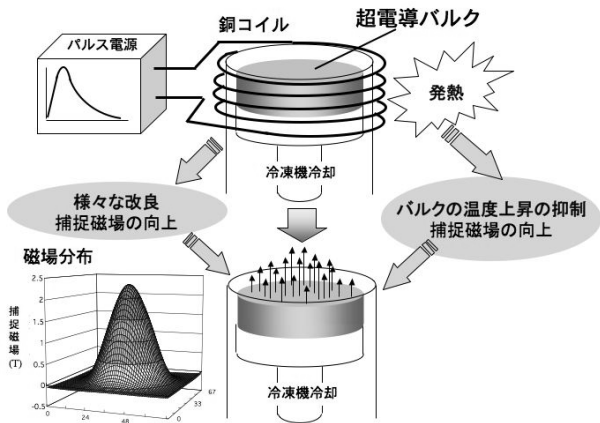 銅コイル
超電導バルク
パルス電源
発熱
冷凍機冷却
様々な改良
捕捉磁場の向上
バルクの温度上昇の抑制
捕捉磁場の向上
磁場分布
捕捉磁場(T)
2.5
2
1.5
1
0.5
0
-0.5
0
24
48
0
33
67
冷凍機冷却